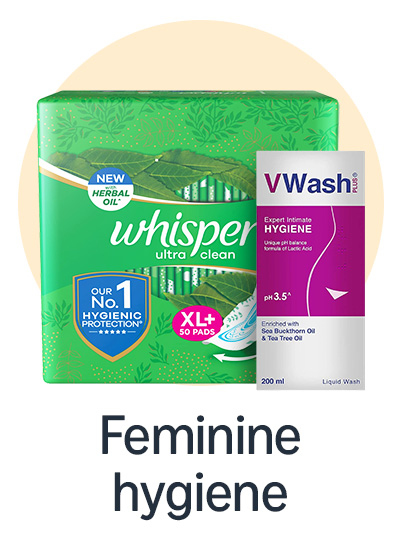 NEW
with
HERBAL
OIL*
whisper
ultra clean
OUR
No.1
HYGIENIC
PROTECTION*
XL+
50 PADS
VWash PLUS®
Expert Intimate
HYGIENE
Unique pH balance
formula of Lactic Acid
pH 3.5^
Enriched with
Sea Buckthorn Oil
& Tea Tree Oil
200 ml Liquid Wash
Feminine
hygiene